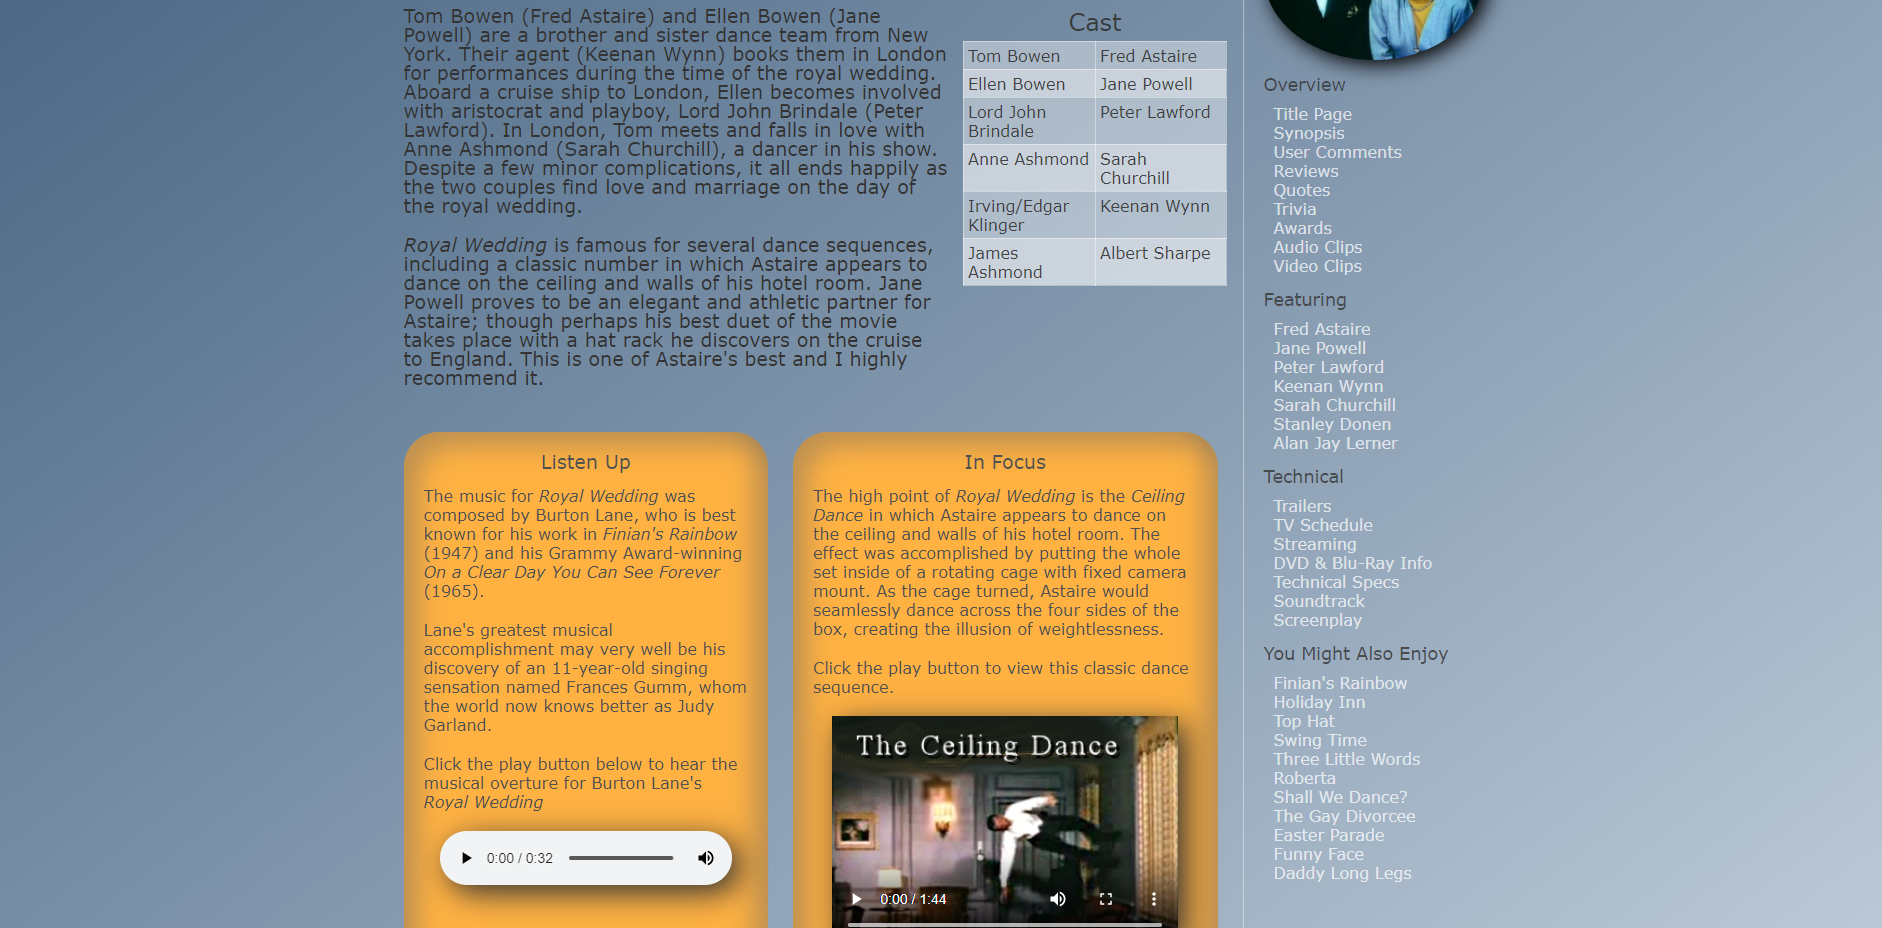 Tom Bowen (Fred Astaire) and Ellen Bowen (Jane
Powell) are a brother and sister dance team from New
York. Their agent (Keenan Wynn) books them in London
for performances during the time of the royal wedding.
Aboard a cruise ship to London, Ellen becomes involved
with aristocrat and playboy, Lord John Brindale (Peter
Lawford). In London, Tom meets and falls in love with
Anne Ashmond (Sarah Churchill), a dancer in his show.
Despite a few minor complications, it all ends happily as
the two couples find love and marriage on the day of
the royal wedding.
Royal Wedding is famous for several dance sequences,
including a classic number in which Astaire appears to
dance on the ceiling and walls of his hotel room. Jane
Powell proves to be an elegant and athletic partner for
Astaire; though perhaps his best duet of the movie
takes place with a hat rack he discovers on the cruise
to England. This is one of Astaire's best and I highly
recommend it.
Cast
Tom Bowen Fred Astaire
Ellen Bowen Jane Powell
Lord John Peter Lawford
Brindale
Anne Ashmond Sarah
Churchill
Irving/Edgar Keenan Wynn
Klinger
James Albert Sharpe
Ashmond
Listen Up
The music for Royal Wedding was
composed by Burton Lane, who is best
known for his work in Finian's Rainbow
(1947) and his Grammy Award-winning
On a Clear Day You Can See Forever
(1965).
Lane's greatest musical
accomplishment may very well be his
discovery of an 11-year-old singing
sensation named Frances Gumm, whom
the world now knows better as Judy
Garland.
Click the play button below to hear the
musical overture for Burton Lane's
Royal Wedding
0:00 / 0:32
In Focus
The high point of Royal Wedding is the Ceiling
Dance in which Astaire appears to dance on
the ceiling and walls of his hotel room. The
effect was accomplished by putting the whole
set inside of a rotating cage with fixed camera
mount. As the cage turned, Astaire would
seamlessly dance across the four sides of the
box, creating the illusion of weightlessness.
Click the play button to view this classic dance
sequence.
The Ceiling Dance
0:00 / 1:44
Overview
Title Page
Synopsis
User Comments
Reviews
Quotes
Trivia
Awards
Audio Clips
Video Clips
Featuring
Fred Astaire
Jane Powell
Peter Lawford
Keenan Wynn
Sarah Churchill
Stanley Donen
Alan Jay Lerner
Technical
Trailers
TV Schedule
Streaming
DVD & Blu-Ray Info
Technical Specs
Soundtrack
Screenplay
You Might Also Enjoy
Finian's Rainbow
Holiday Inn
Top Hat
Swing Time
Three Little Words
Roberta
Shall We Dance?
The Gay Divorcee
Easter Parade
Funny Face
Daddy Long Legs